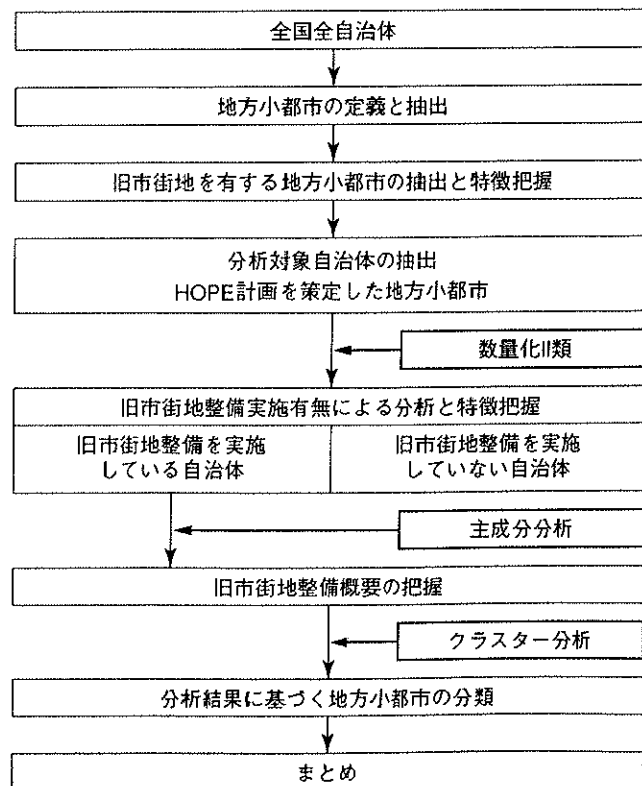 全国全自治体
地方小都市の定義と抽出
旧市街地を有する地方小都市の抽出と特徴把握
分析対象自治体の抽出
HOPE計画を策定した地方小都市
数量化II類
旧市街地整備実施有無による分析と特徴把握
旧市街地整備を実施
している自治体
旧市街地整備を実施
していない自治体
主成分分析
旧市街地整備概要の把握
クラスター分析
分析結果に基づく地方小都市の分類
まとめ